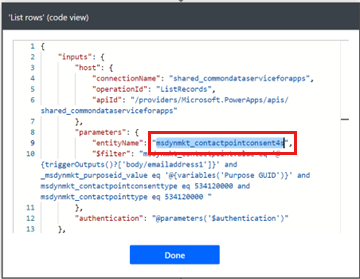 'List rows' (code view)
1 {
2 "inputs": {
3 "host": {
4 "connectionName": "shared_commondataserviceforapps",
5 "operationId": "ListRecords",
6 "apiId": "/providers/Microsoft.PowerApps/apis/
shared_commondataserviceforapps"
7 },
8 "parameters": {
9 "entityName": "msdynmkt_contactpointconsent4s",
10 "$filter":
{triggerOutputs()?['body/emailaddress1']}' and
_msdynmkt_purposeid_value eq '@{variables('Purpose GUID')}' and
msdynmkt_contactpointconsenttype eq 534120000 and
msdynmkt_contactpointtype eq 534120000 "
11 },
12 "authentication": "@parameters('$authentication')"
13 },
Done